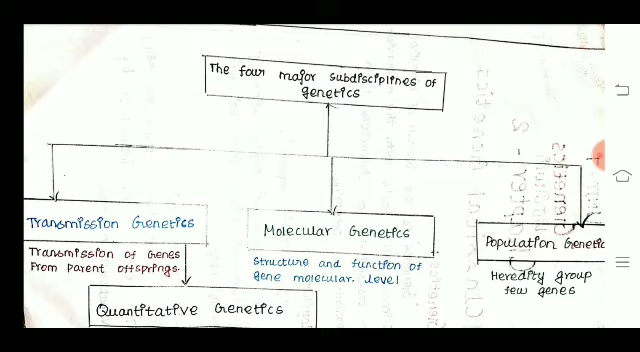 The four major subdisciplines of
genetics
Transmission Genetics
Molecular Genetics
Population Genetic
Transmission of Genes
From Parent offsprings.
Structure and function of
gene molecular. level
Heredity group
few genes
Quantitative Genetics